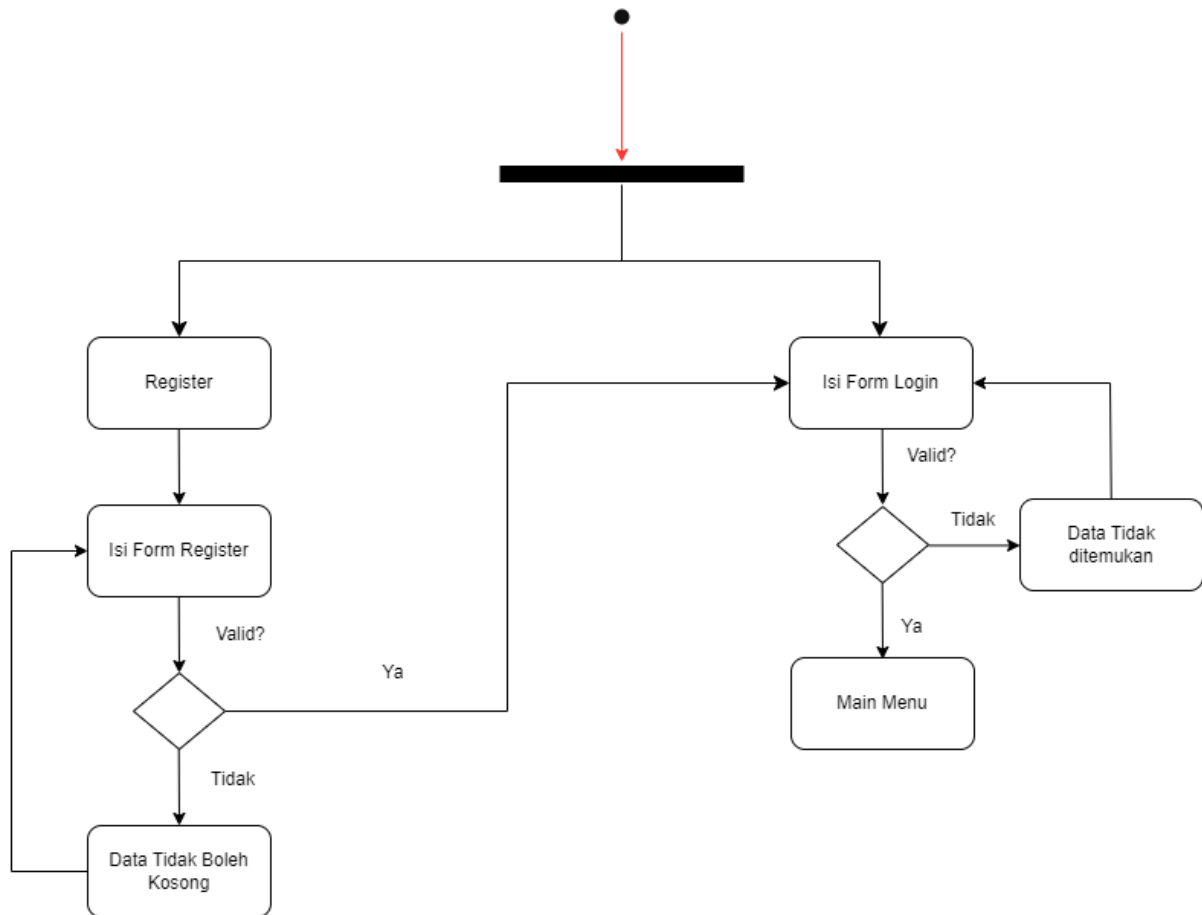 Register
Isi Form Login
Valid?
Tidak
Data Tidak
ditemukan
Isi Form Register
Valid?
Ya
Ya
Main Menu
Tidak
Data Tidak Boleh
Kosong